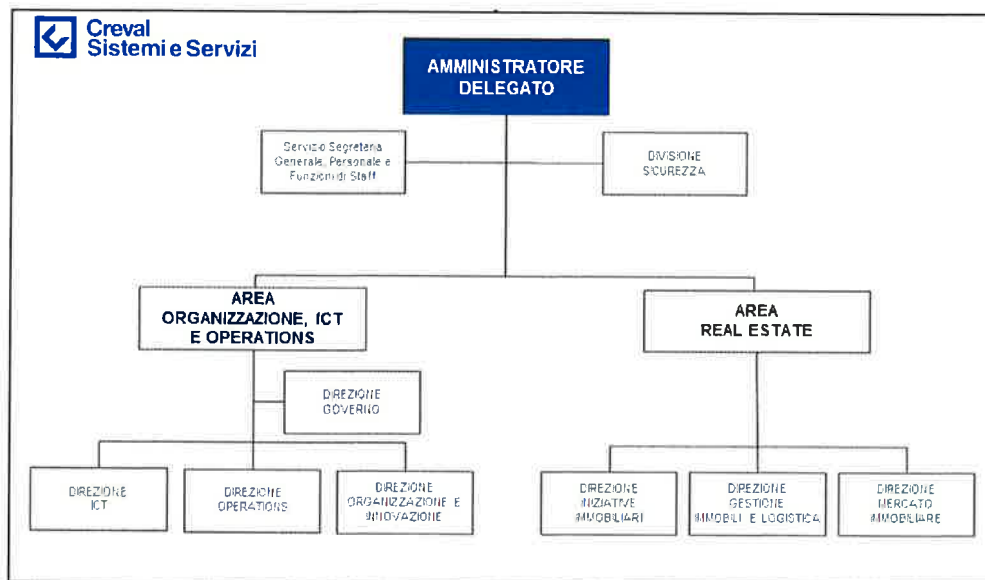 Creval
Sistemi e Servizi
AMMINISTRATORE
DELEGATO
Servizio Segreteria
Generale, Personale e
Funzioni di Staff
DIVISIONE
SICUREZZA
AREA
ORGANIZZAZIONE, ICT
E OPERATIONS
AREA
REAL ESTATE
DIREZIONE
GOVERNO
DIREZIONE
ICT
DIREZIONE
OPERATIONS
DIREZIONE
ORGANIZZAZIONE E
INNOVAZIONE
DIREZIONE
INIZIATIVE
IMMOBILIARI
DIREZIONE
GESTIONE
IMMOBILI E LOGISTICA
DIREZIONE
MERCATO
IMMOBILIARE